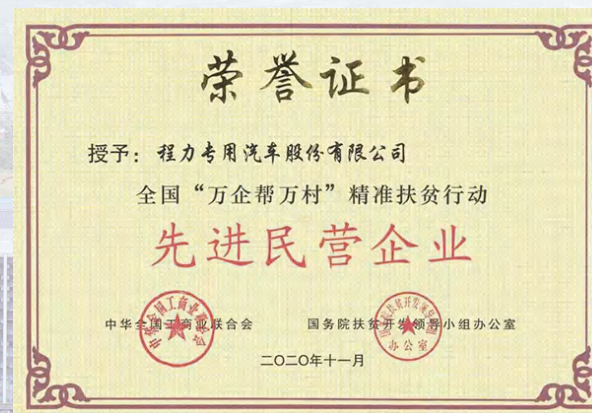 荣誉证书
授予：程力专用汽车股份有限公司
全国“万企帮万村”精准扶贫行动
先进民营企业
中华全国工商业联合会 国务院扶贫开发领导小组办公室
二〇二〇年十一月